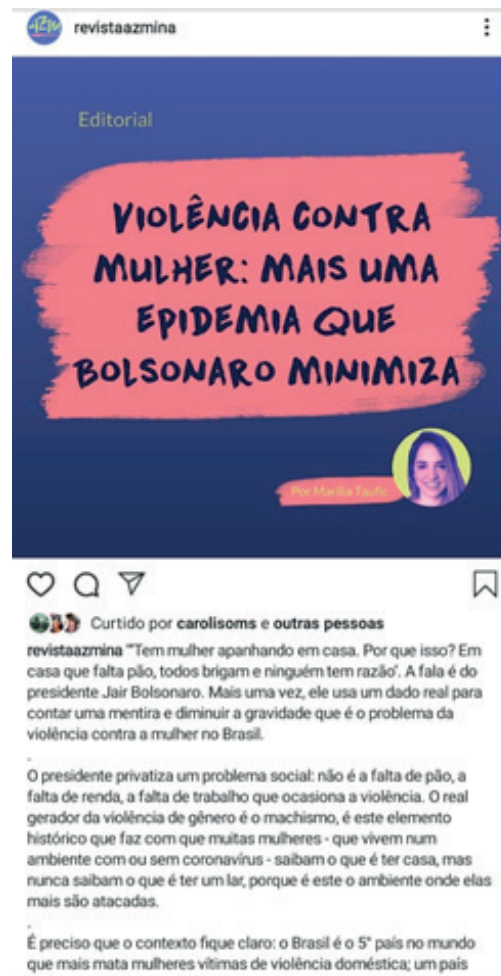 revistaazmina
Editorial
VIOLÊNCIA CONTRA
MULHER: MAIS UMA
EPIDEMIA QUE
BOLSONARO MINIMIZA
Por Marília Taufic
Curtido por carolisoms e outras pessoas
revistaazmina "'Tem mulher apanhando em casa. Por que isso? Em
casa que falta pão, todos brigam e ninguém tem razão'. A fala é do
presidente Jair Bolsonaro. Mais uma vez, ele usa um dado real para
contar uma mentira e diminuir a gravidade que é o problema da
violência contra a mulher no Brasil.
.
O presidente privatiza um problema social: não é a falta de pão, a
falta de renda, a falta de trabalho que ocasiona a violência. O real
gerador da violência de gênero é o machismo, é este elemento
histórico que faz com que muitas mulheres - que vivem num
ambiente com ou sem coronavírus - saibam o que é ter casa, mas
nunca saibam o que é ter um lar, porque é este o ambiente onde elas
mais são atacadas.
.
É preciso que o contexto fique claro: o Brasil é o 5° país no mundo
que mais mata mulheres vítimas de violência doméstica; um país